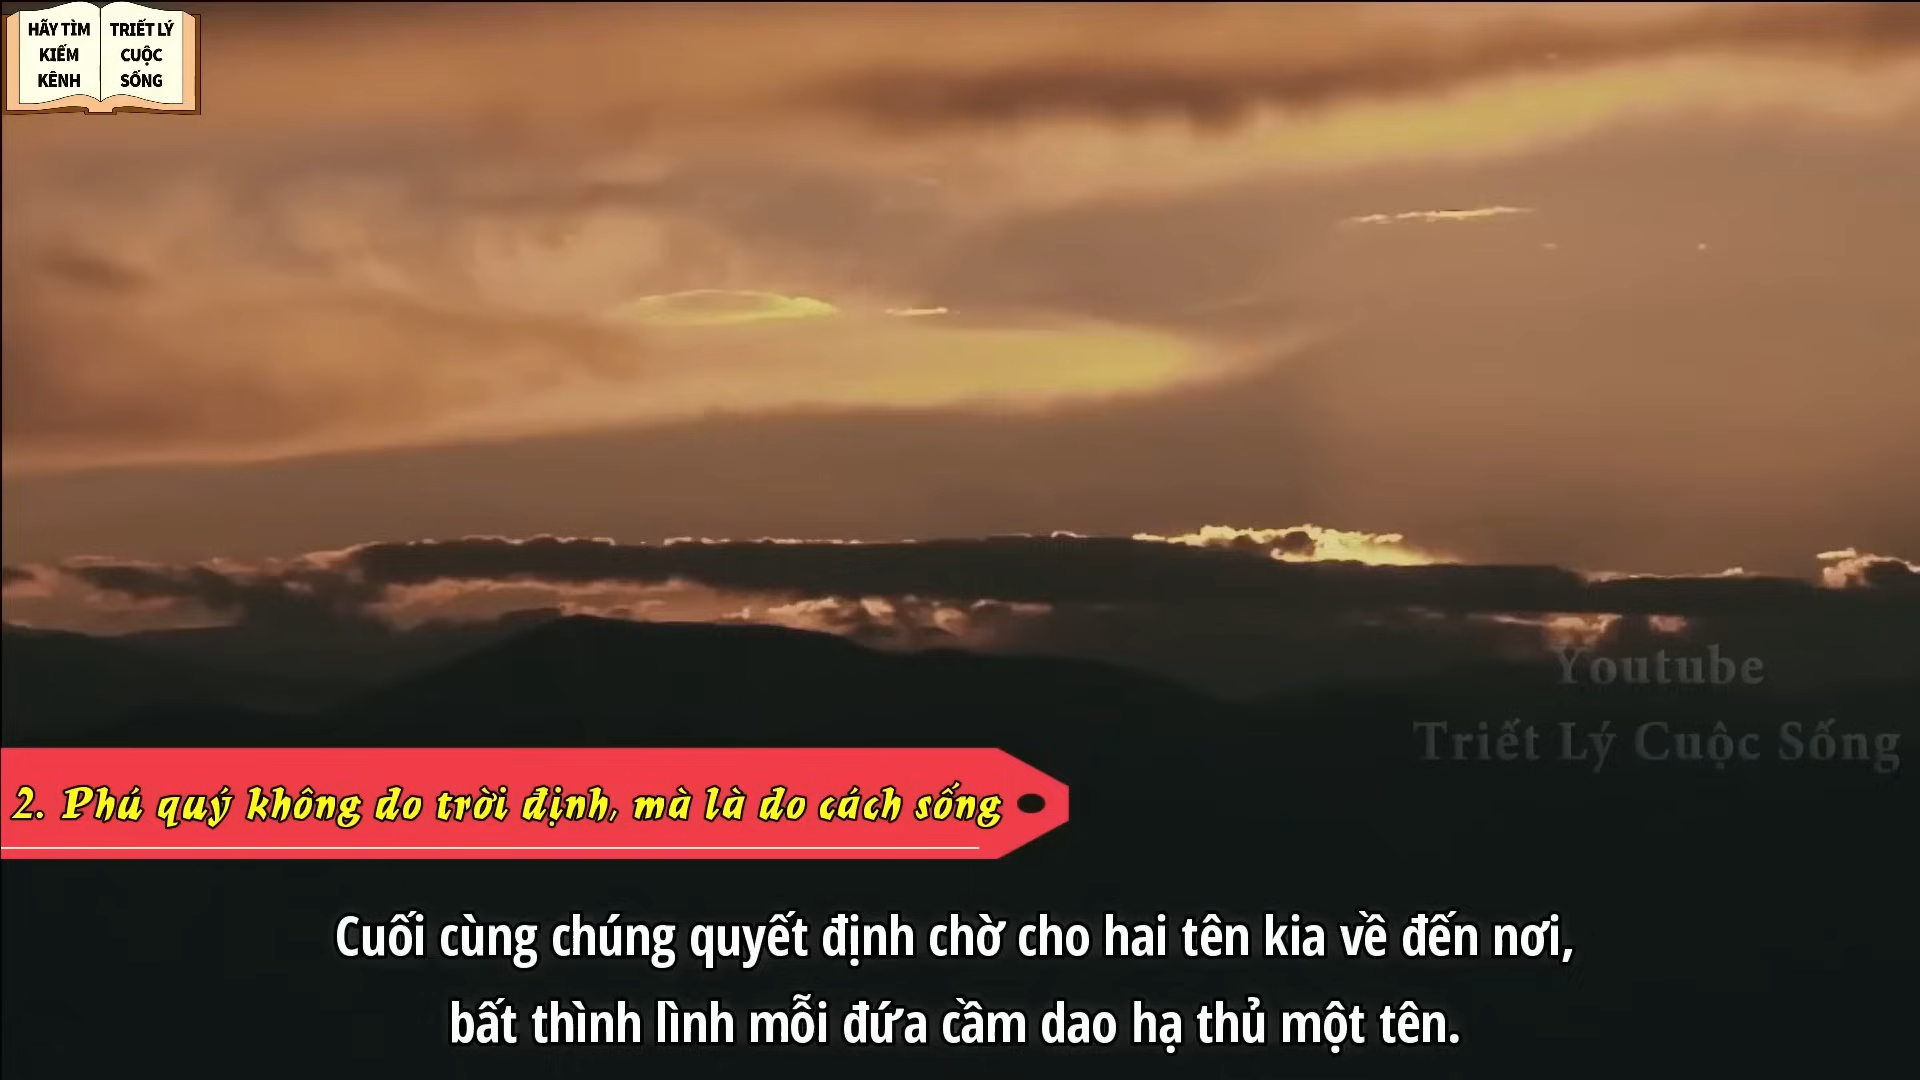 HÃY TÌM
KIẾM
KÊNH
TRIẾT LÝ
CUỘC
SỐNG
Youtube
Triết Lý Cuộc Sống
2. Phú quý không do trời định, mà là do cách sống
Cuối cùng chúng quyết định chờ cho hai tên kia về đến nơi,
bất thình lình mỗi đứa cầm dao hạ thủ một tên.